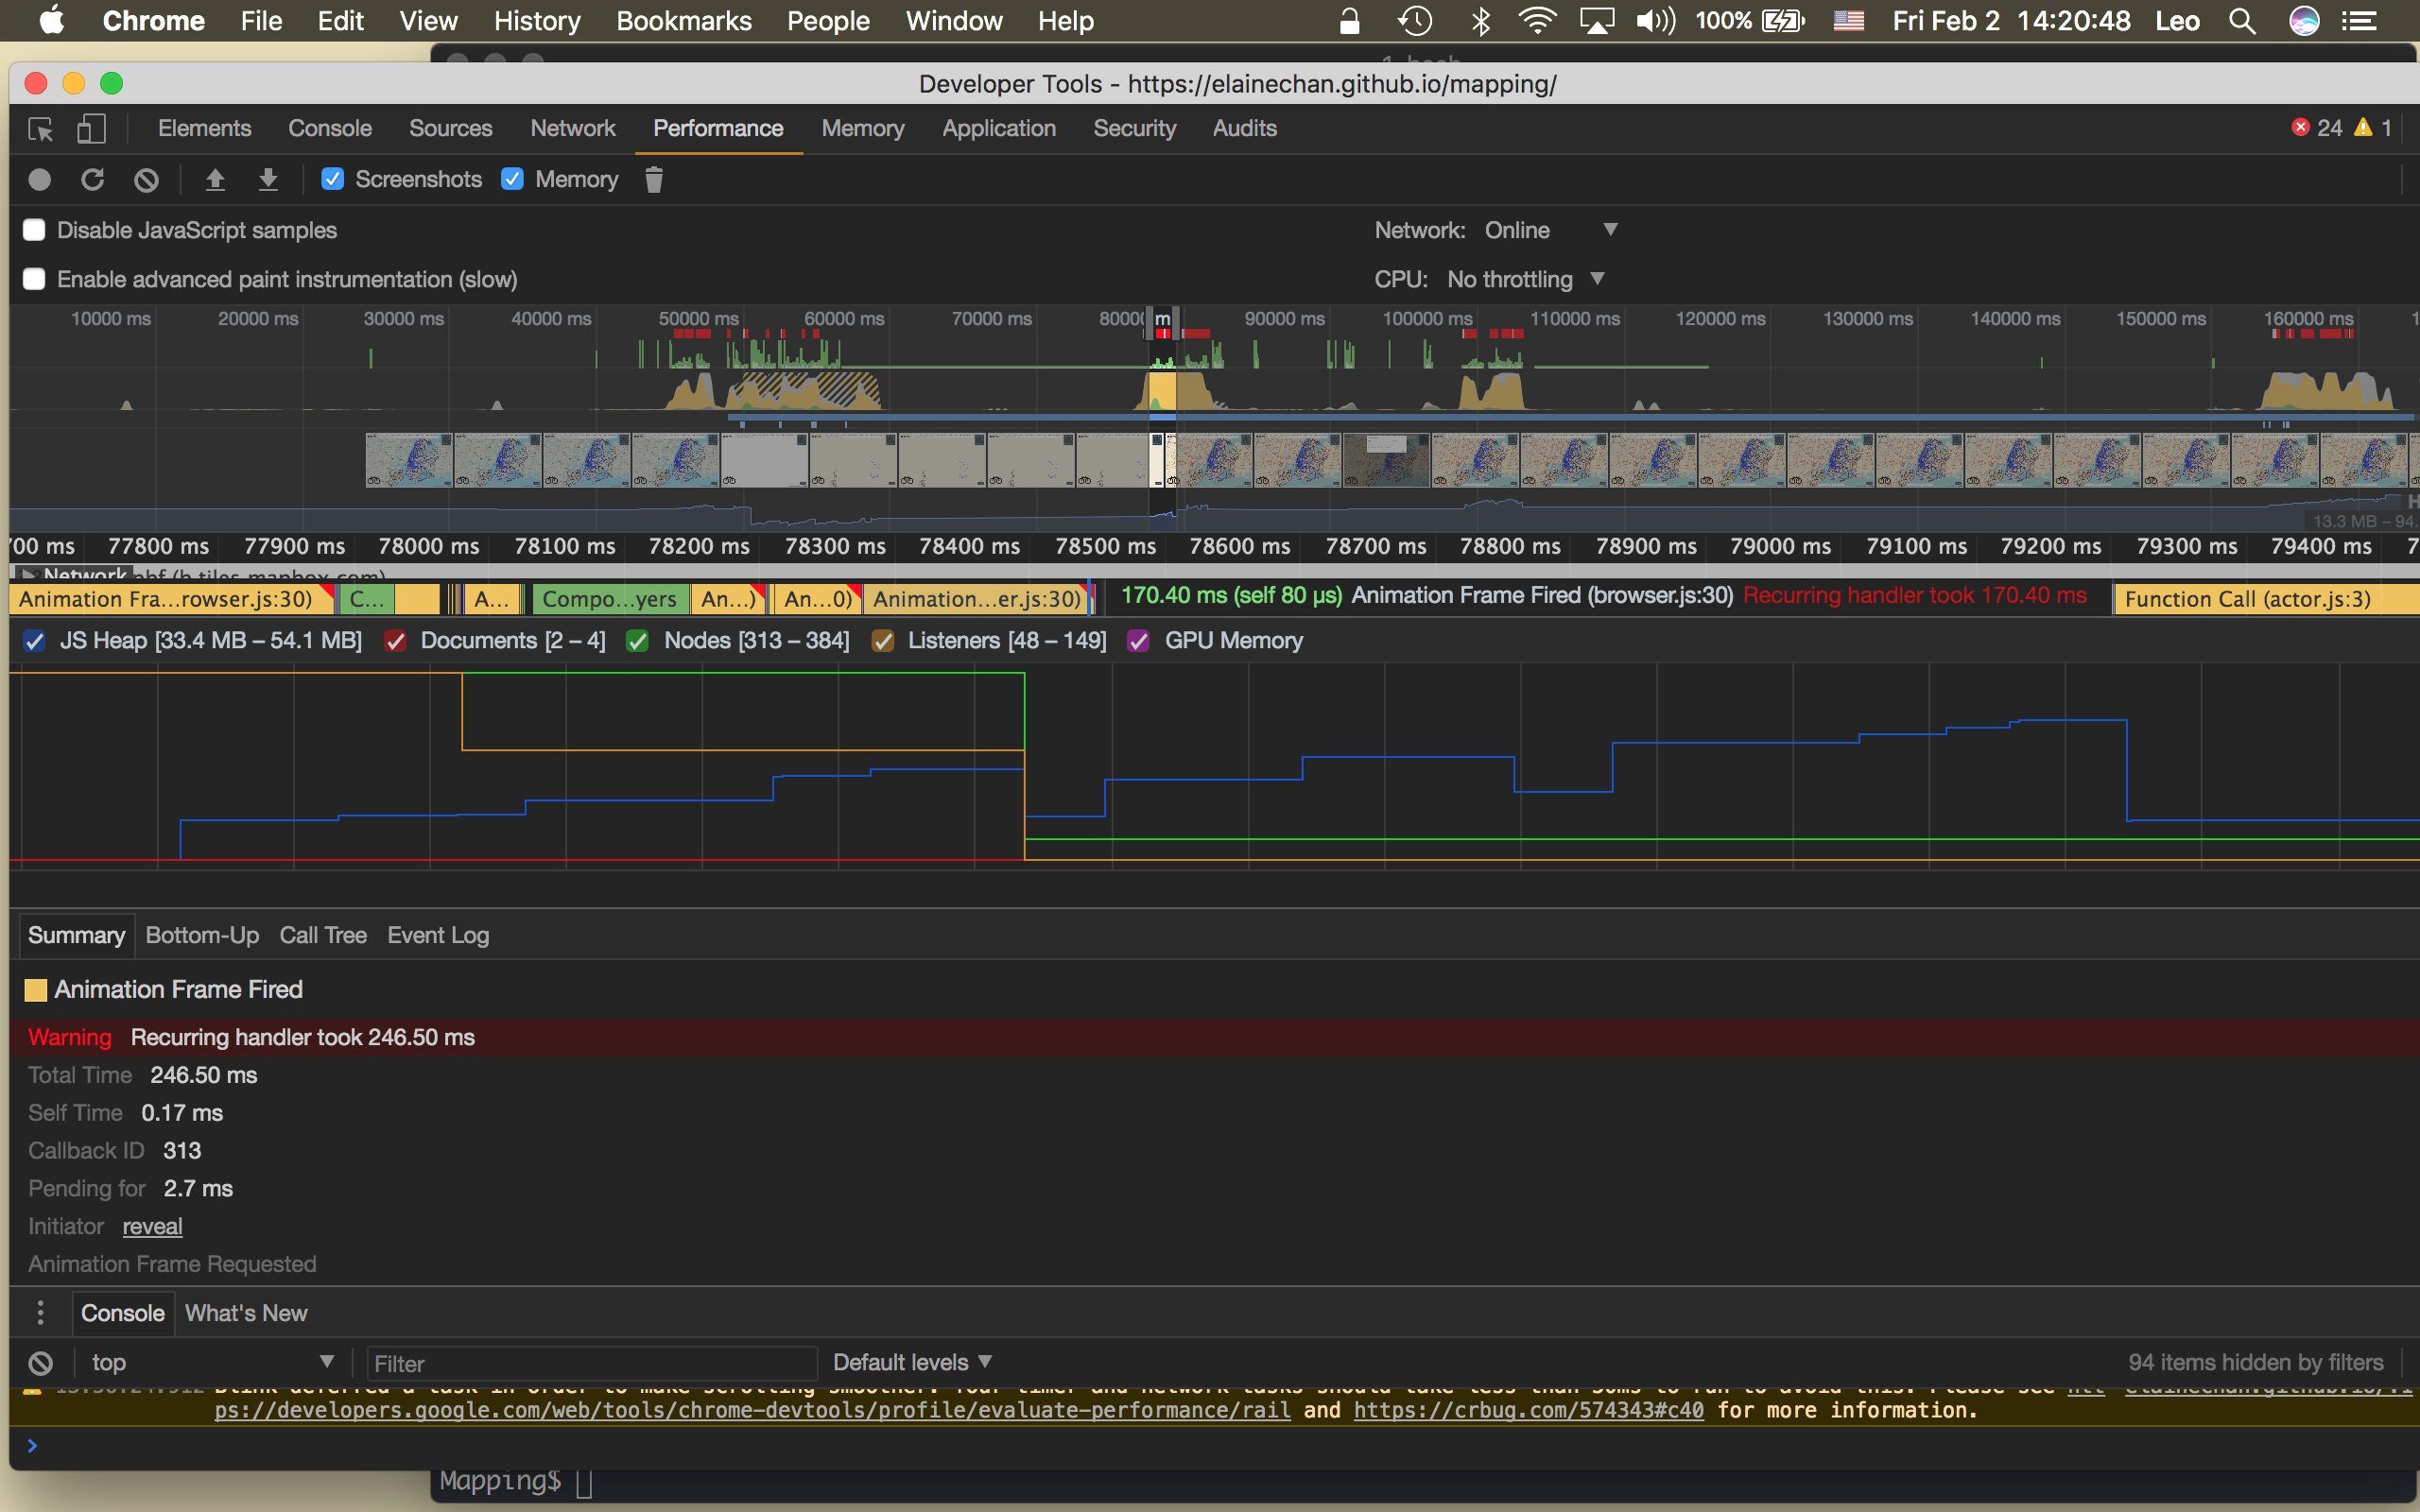 Chrome File Edit View History Bookmarks People Window Help 100% Fri Feb 2 14:20:48 Leo
Developer Tools - https://elainechan.github.io/mapping/
Elements Console Sources Network Performance Memory Application Security Audits 24 1
Screenshots Memory
Disable JavaScript samples Network: Online
Enable advanced paint instrumentation (slow) CPU: No throttling
10000 ms 20000 ms 30000 ms 40000 ms 50000 ms 60000 ms 70000 ms 8000 m 90000 ms 100000 ms 110000 ms 120000 ms 130000 ms 140000 ms 150000 ms 160000 ms 1
H
13.3 MB – 94.
00 ms 77800 ms 77900 ms 78000 ms 78100 ms 78200 ms 78300 ms 78400 ms 78500 ms 78600 ms 78700 ms 78800 ms 78900 ms 79000 ms 79100 ms 79200 ms 79300 ms 79400 ms 7
Network pbf (b.tiles.mapbox.com)
Animation Fra...rowser.js:30) C... A... Compo...yers An...) An...0) Animation...er.js:30) 170.40 ms (self 80 μs) Animation Frame Fired (browser.js:30) Recurring handler took 170.40 ms Function Call (actor.js:3)
JS Heap [33.4 MB – 54.1 MB] Documents [2 – 4] Nodes [313 – 384] Listeners [48 – 149] GPU Memory
Summary Bottom-Up Call Tree Event Log
Animation Frame Fired
Warning Recurring handler took 246.50 ms
Total Time 246.50 ms
Self Time 0.17 ms
Callback ID 313
Pending for 2.7 ms
Initiator reveal
Animation Frame Requested
Console What's New
top Filter Default levels 94 items hidden by filters
Blink deferred a task in order to make scrolling smoother. Your timer and network tasks should take less than 50ms to run to avoid this. Please see htt elainechan.github.io/:1
ps://developers.google.com/web/tools/chrome-devtools/profile/evaluate-performance/rail and https://crbug.com/574343#c40 for more information.
Mapping$